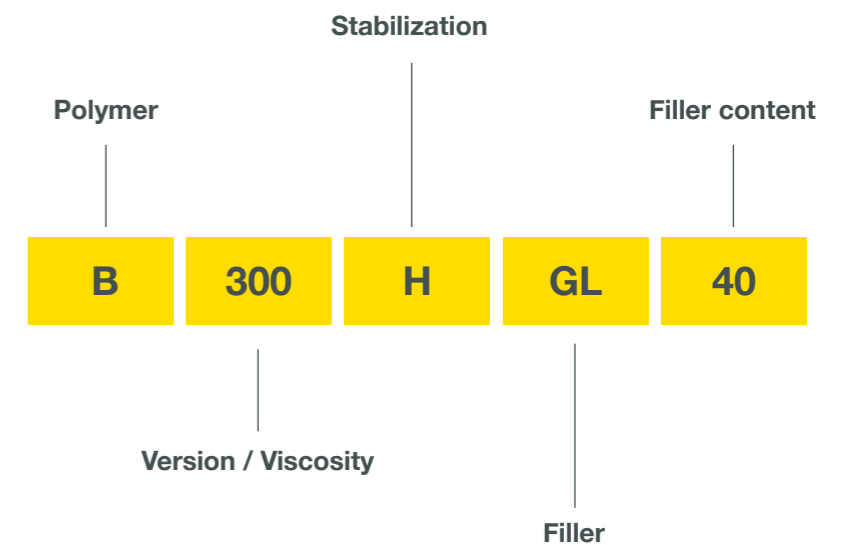 Stabilization
Polymer
Filler content
B 300 H GL 40
Version / Viscosity
Filler